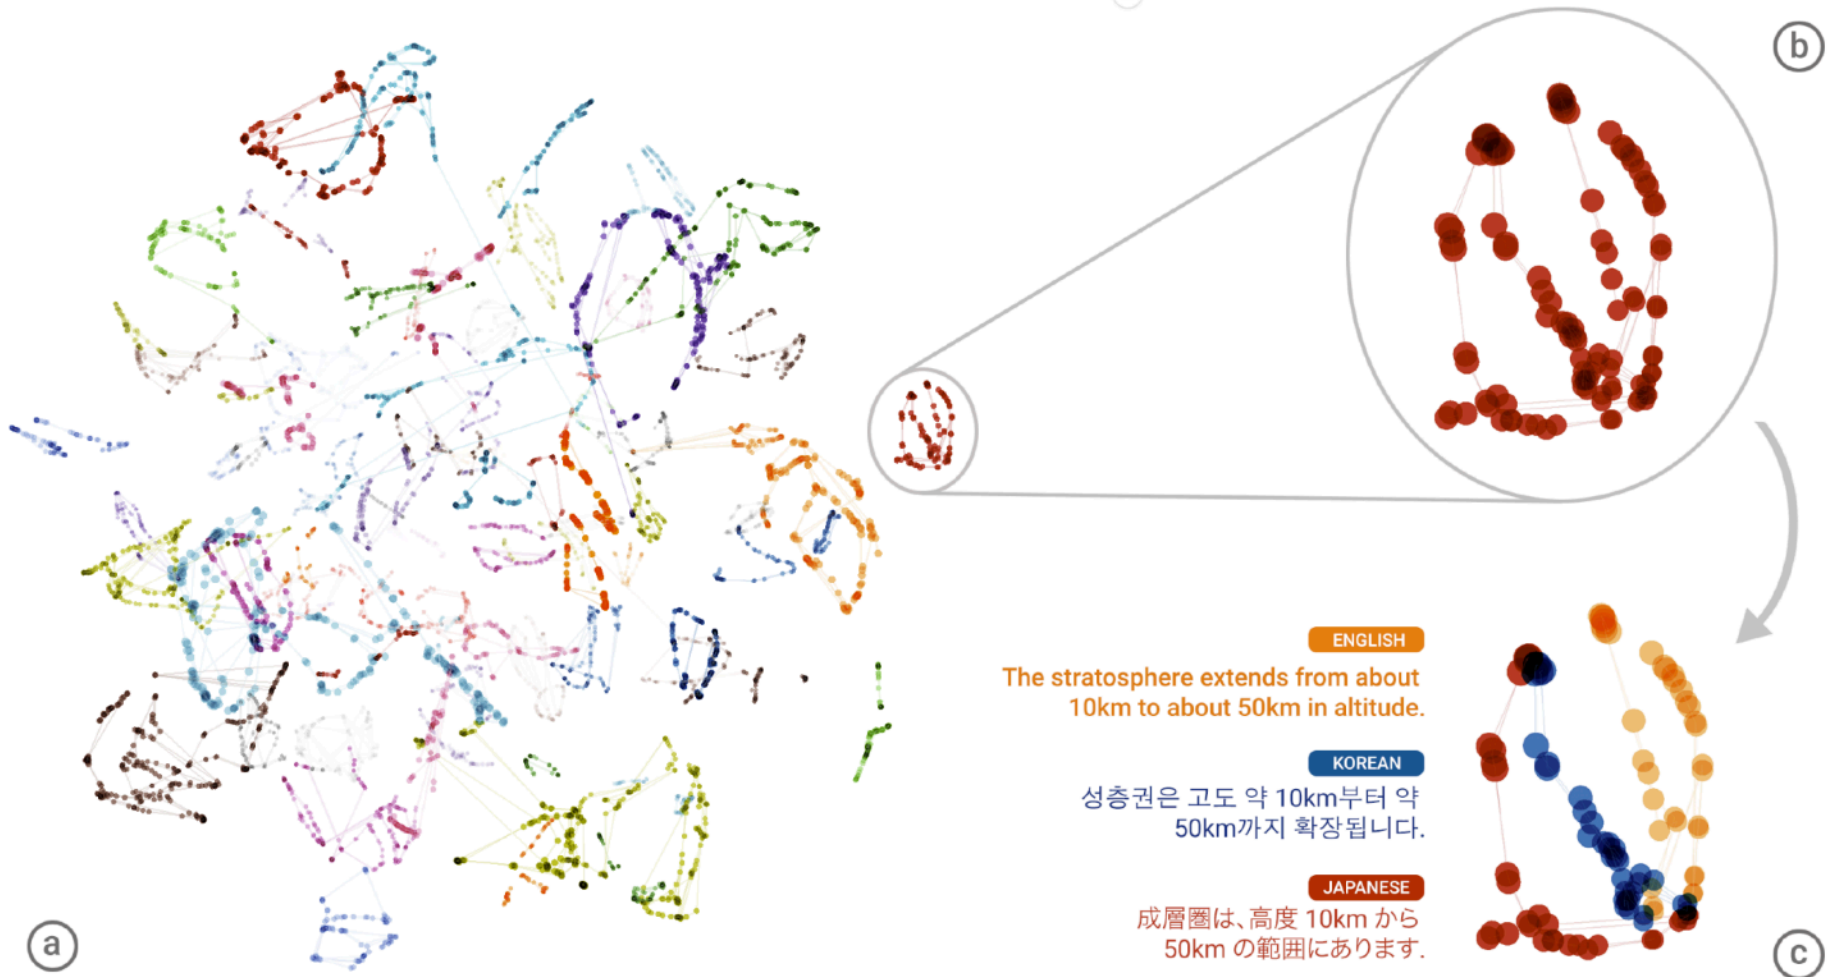 b
ENGLISH
The stratosphere extends from about
10km to about 50km in altitude.
KOREAN
성층권은 고도 약 10km부터 약
50km까지 확장됩니다.
JAPANESE
成層圏は、高度 10km から
50km の範囲にあります。
a
c